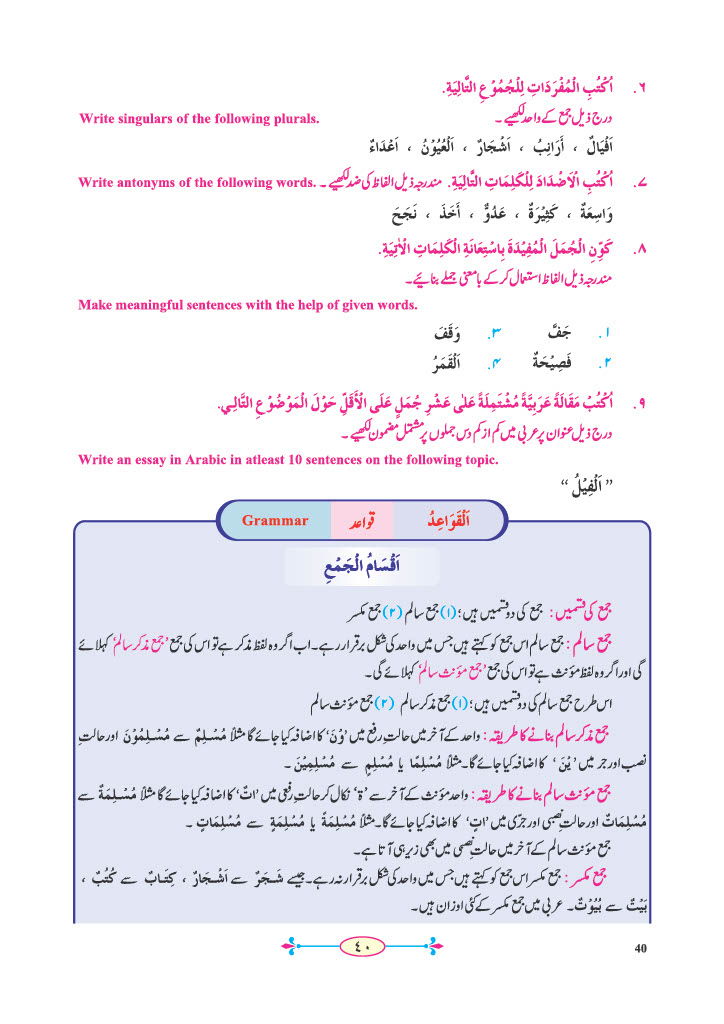 ٦. اُكْتُبِ الْمُفْرَدَاتِ لِلْجُمُوْعِ التَّالِيَةِ.
درج ذیل جمع کے واحد لکھیے ۔
Write singulars of the following plurals.
اَفْيَالٌ ، أَرَانِبُ ، اَشْجَارٌ ، اَلْعُيُوْنُ ، اَعْدَاءٌ
٧. اُكْتُبِ الْاَضْدَادَ لِلْكَلِمَاتِ التَّالِيَةِ. مندرجہ ذیل الفاظ کی ضد لکھیے ۔ Write antonyms of the following words.
وَاسِعَةٌ ، كَثِيْرَةٌ ، عَدُوٌّ ، أَخَذَ ، نَجَحَ
٨. كَوِّنِ الْجُمَلَ الْمُفِيْدَةَ بِاسْتِعَانَةِ الْكَلِمَاتِ الْاٰتِيَةِ.
مندرجہ ذیل الفاظ استعمال کرکے بامعنی جملے بنائیے۔
Make meaningful sentences with the help of given words.
۱. جَفَّ ۳. وَقَفَ
۲. فَصِيْحَةٌ ۴. اَلْقَمَرُ
٩. اُكْتُبْ مَقَالَةً عَرَبِيَّةً مُشْتَمِلَةً عَلٰى عَشْرِ جُمَلٍ عَلَى الْأَقَلِّ حَوْلَ الْمَوْضُوْعِ التَّالِي.
درج ذیل عنوان پر عربی میں کم از کم دس جملوں پر مشتمل مضمون لکھیے ۔
Write an essay in Arabic in atleast 10 sentences on the following topic.
” اَلْفِيْلُ “
اَلْقَوَاعِدُ قواعد Grammar
اَقْسَامُ الْجَمْعِ
جمع کی قسمیں : جمع کی دو قسمیں ہیں؛ (۱) جمع سالم (۲) جمع مکسر
جمع سالم : جمع سالم اس جمع کو کہتے ہیں جس میں واحد کی شکل برقرار رہے۔ اب اگر وہ لفظ مذکر ہے تو اس کی جمع ’جمع مذکر سالم‘ کہلائے
گی اور اگر وہ لفظ مؤنث ہے تو اس کی جمع ’جمع مؤنث سالم‘ کہلائے گی۔
اس طرح جمع سالم کی دو قسمیں ہیں؛ (۱) جمع مذکر سالم (۲) جمع مؤنث سالم
جمع مذکر سالم بنانے کا طریقہ : واحد کے آخر میں حالتِ رفع میں ’وْنَ‘ کا اضافہ کیا جائے گا مثلاً مُسْلِمٌ سے مُسْلِمُوْنَ اور حالتِ
نصب اور جر میں ’یْنَ‘ کا اضافہ کیا جائے گا۔ مثلاً مُسْلِمًا یا مُسْلِمٍ سے مُسْلِمِیْنَ ۔
جمع مؤنث سالم بنانے کا طریقہ : واحد مؤنث کے آخر سے ’ة‘ نکال کر حالتِ رفعی میں ’اتٌ‘ کا اضافہ کیا جائے گا مثلاً مُسْلِمَةٌ سے
مُسْلِمَاتٌ اور حالتِ نصبی اور جرّی میں ’اتٍ‘ کا اضافہ کیا جائے گا۔ مثلاً مُسْلِمَةً یا مُسْلِمَةٍ سے مُسْلِمَاتٍ ۔
جمع مؤنث سالم کے آخر میں حالت نصبی میں بھی زیر ہی آتا ہے۔
جمع مکسر : جمع مکسر اس جمع کو کہتے ہیں جس میں واحد کی شکل برقرار نہ رہے۔ جیسے شَجَرٌ سے اَشْجَارٌ ، كِتَابٌ سے كُتُبٌ ،
بَیْتٌ سے بُیُوْتٌ۔ عربی میں جمع مکسر کے کئی اوزان ہیں۔
٤٠
40